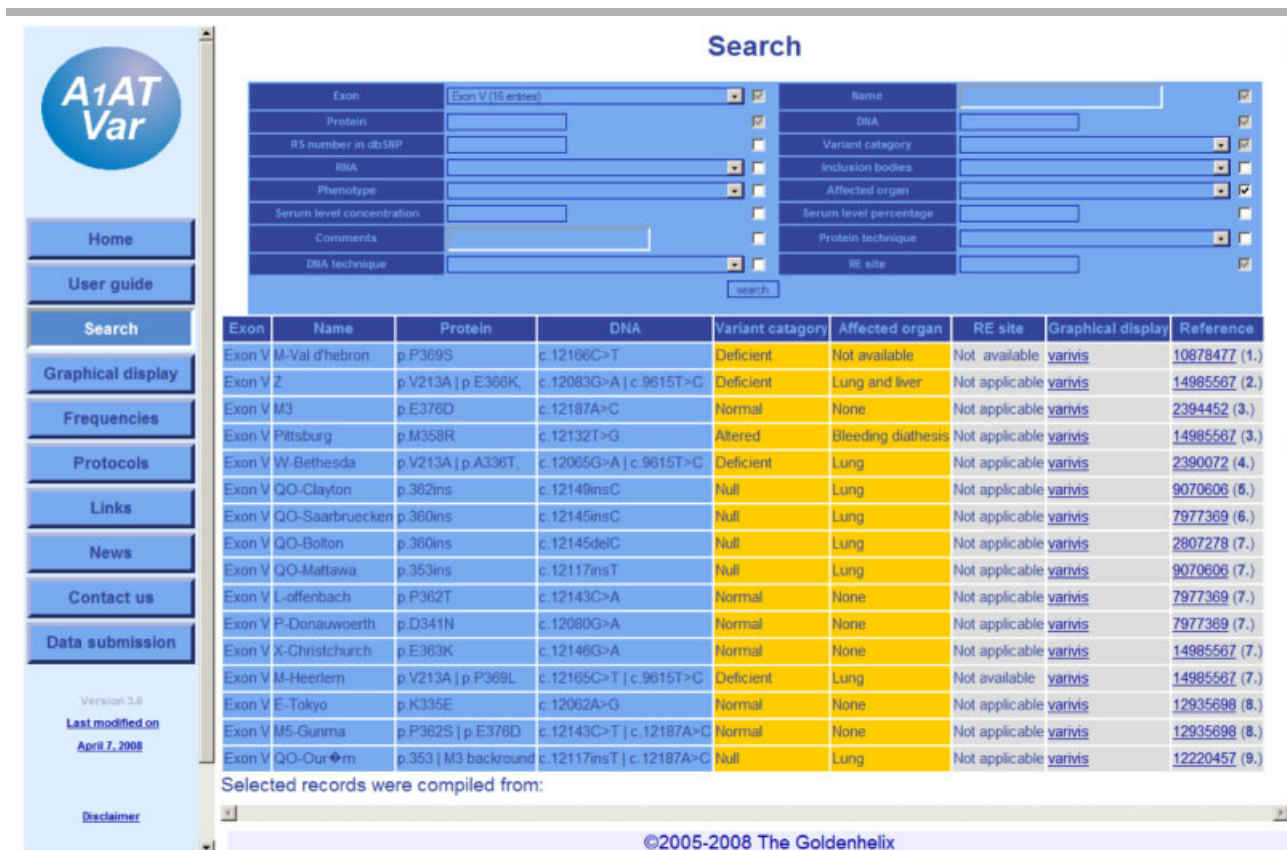 A1AT
Var
Home
User guide
Search
Graphical display
Frequencies
Protocols
Links
News
Contact us
Data submission
Version 3.0
Last modified on
April 7, 2008
Disclaimer
Search
Exon Exon V (16 entries) Name
Protein DNA
RS number in dbSNP Variant catagory
RNA Inclusion bodies
Phenotype Affected organ
Serum level concentration Serum level percentage
Comments Protein technique
DNA technique RE site
search
Exon Name Protein DNA Variant catagory Affected organ RE site Graphical display Reference
Exon V M-Val d'hebron p.P369S c.12166C>T Deficient Not available Not available varivis 10878477 (1.)
Exon V Z p.V213A | p.E366K, c.12083G>A | c.9615T>C Deficient Lung and liver Not applicable varivis 14985567 (2.)
Exon V M3 p.E376D c.12187A>C Normal None Not applicable varivis 2394452 (3.)
Exon V Pittsburg p.M358R c.12132T>G Altered Bleeding diathesis Not applicable varivis 14985567 (3.)
Exon V W-Bethesda p.V213A | p.A336T, c.12065G>A | c.9615T>C Deficient Lung Not applicable varivis 2390072 (4.)
Exon V QO-Clayton p.362ins c.12149insC Null Lung Not applicable varivis 9070606 (5.)
Exon V QO-Saarbruecken p.360ins c.12145insC Null Lung Not applicable varivis 7977369 (6.)
Exon V QO-Bolton p.360ins c.12145delC Null Lung Not applicable varivis 2807278 (7.)
Exon V QO-Mattawa p.353ins c.12117insT Null Lung Not applicable varivis 9070606 (7.)
Exon V L-offenbach p.P362T c.12143C>A Normal None Not applicable varivis 7977369 (7.)
Exon V P-Donauwoerth p.D341N c.12080G>A Normal None Not applicable varivis 7977369 (7.)
Exon V X-Christchurch p.E363K c.12146G>A Normal None Not applicable varivis 14985567 (7.)
Exon V M-Heerlem p.V213A | p.P369L c.12165C>T | c.9615T>C Deficient Lung Not available varivis 14985567 (7.)
Exon V E-Tokyo p.K335E c.12062A>G Normal None Not applicable varivis 12935698 (8.)
Exon V M5-Gunma p.P362S | p.E376D c.12143C>T | c.12187A>C Normal None Not applicable varivis 12935698 (8.)
Exon V QO-Our�m p.353 | M3 backround c.12117insT | c.12187A>C Null Lung Not applicable varivis 12220457 (9.)
Selected records were compiled from:
©2005-2008 The Goldenhelix